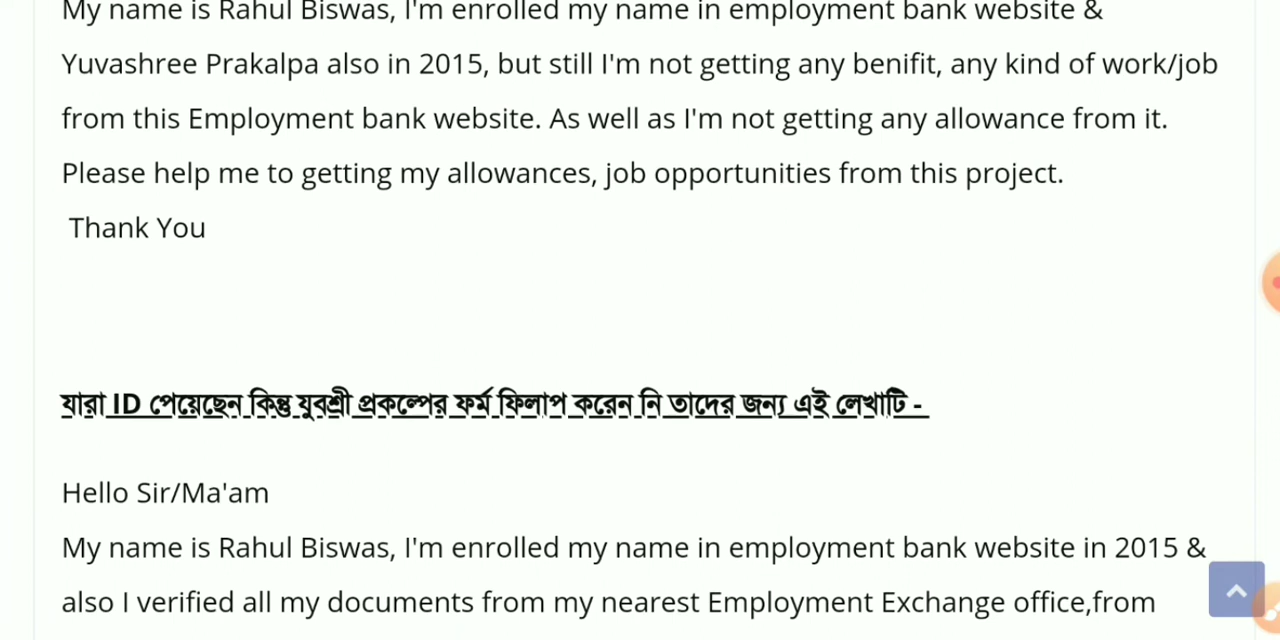 My name is Rahul Biswas, I'm enrolled my name in employment bank website &
Yuvashree Prakalpa also in 2015, but still I'm not getting any benifit, any kind of work/job
from this Employment bank website. As well as I'm not getting any allowance from it.
Please help me to getting my allowances, job opportunities from this project.
Thank You
যারা ID পেয়েছেন কিন্তু যুবশ্রী প্রকল্পের ফর্ম ফিলাপ করেন নি তাদের জন্য এই লেখাটি -
Hello Sir/Ma'am
My name is Rahul Biswas, I'm enrolled my name in employment bank website in 2015 &
also I verified all my documents from my nearest Employment Exchange office,from